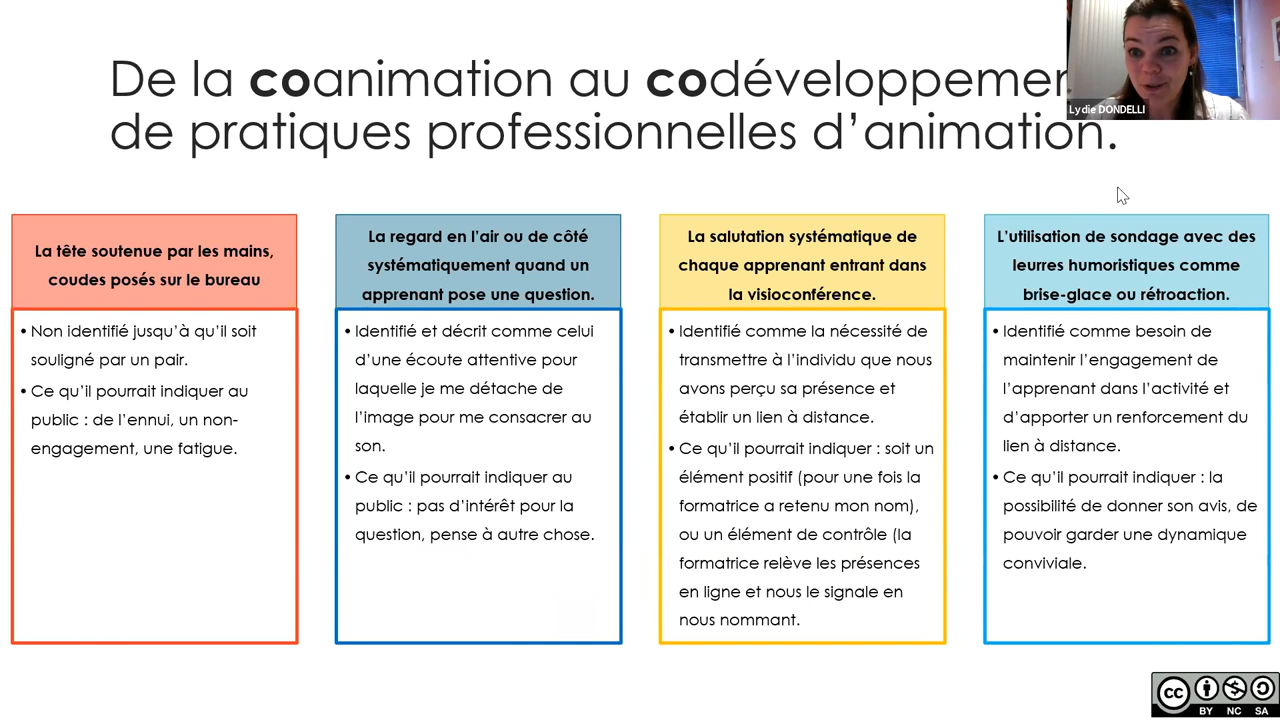 De la coanimation au codéveloppemen
de pratiques professionnelles d'animation.
Lydie DONDELLI
La tête soutenue par les mains,
coudes posés sur le bureau
• Non identifié jusqu'à qu'il soit
souligné par un pair.
• Ce qu'il pourrait indiquer au
public : de l'ennui, un non-
engagement, une fatigue.
La regard en l'air ou de côté
systématiquement quand un
apprenant pose une question.
• Identifié et décrit comme celui
d'une écoute attentive pour
laquelle je me détache de
l'image pour me consacrer au
son.
• Ce qu'il pourrait indiquer au
public : pas d'intérêt pour la
question, pense à autre chose.
La salutation systématique de
chaque apprenant entrant dans
la visioconférence.
• Identifié comme la nécessité de
transmettre à l'individu que nous
avons perçu sa présence et
établir un lien à distance.
• Ce qu'il pourrait indiquer : soit un
élément positif (pour une fois la
formatrice a retenu mon nom),
ou un élément de contrôle (la
formatrice relève les présences
en ligne et nous le signale en
nous nommant.
L'utilisation de sondage avec des
leurres humoristiques comme
brise-glace ou rétroaction.
• Identifié comme besoin de
maintenir l'engagement de
l'apprenant dans l'activité et
d'apporter un renforcement du
lien à distance.
• Ce qu'il pourrait indiquer : la
possibilité de donner son avis, de
pouvoir garder une dynamique
conviviale.
cc
BY NC SA